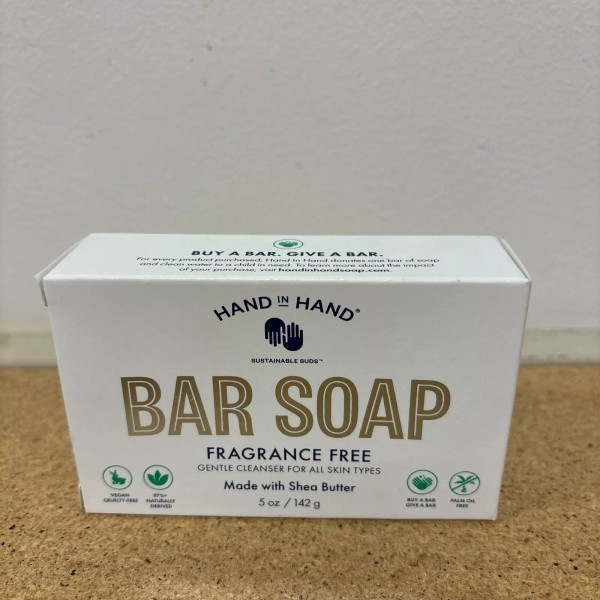 BUY A BAR. GIVE A BAR.
For every product purchased, Hand In Hand donates one bar of soap
and clean water to a child in need. To learn more about the impact
of your purchase, visit handinhandsoap.com.
HAND IN HAND®
SUSTAINABLE SUDS™
BAR SOAP
FRAGRANCE FREE
GENTLE CLEANSER FOR ALL SKIN TYPES
Made with Shea Butter
5 oz / 142 g
VEGAN
CRUELTY-FREE
97%+
NATURALLY
DERIVED
BUY A BAR
GIVE A BAR
PALM OIL
FREE